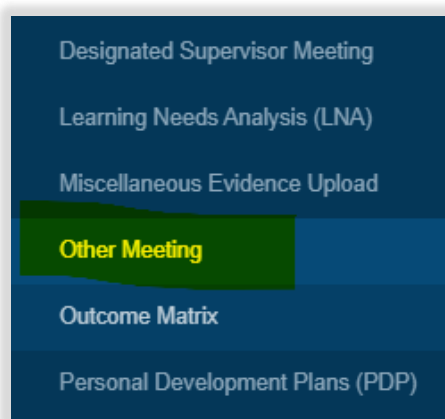 Designated Supervisor Meeting
Learning Needs Analysis (LNA)
Miscellaneous Evidence Upload
Other Meeting
Outcome Matrix
Personal Development Plans (PDP)